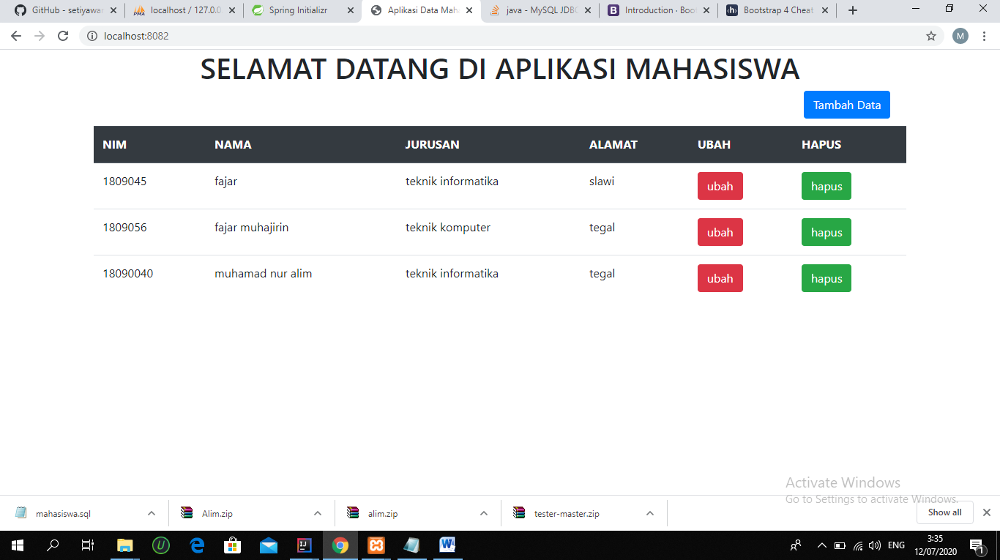 GitHub - setiyawa
localhost / 127.0.0.
Spring Initializr
Aplikasi Data Mah
java - MySQL JDBC
Introduction · Boo
Bootstrap 4 Cheat
localhost:8082
M
SELAMAT DATANG DI APLIKASI MAHASISWA
Tambah Data
NIM NAMA JURUSAN ALAMAT UBAH HAPUS
1809045 fajar teknik informatika slawi ubah hapus
1809056 fajar muhajirin teknik komputer tegal ubah hapus
18090040 muhamad nur alim teknik informatika tegal ubah hapus
Activate Windows
Go to Settings to activate Windows.
mahasiswa.sql Alim.zip alim.zip tester-master.zip Show all
ENG
3:35
12/07/2020
1